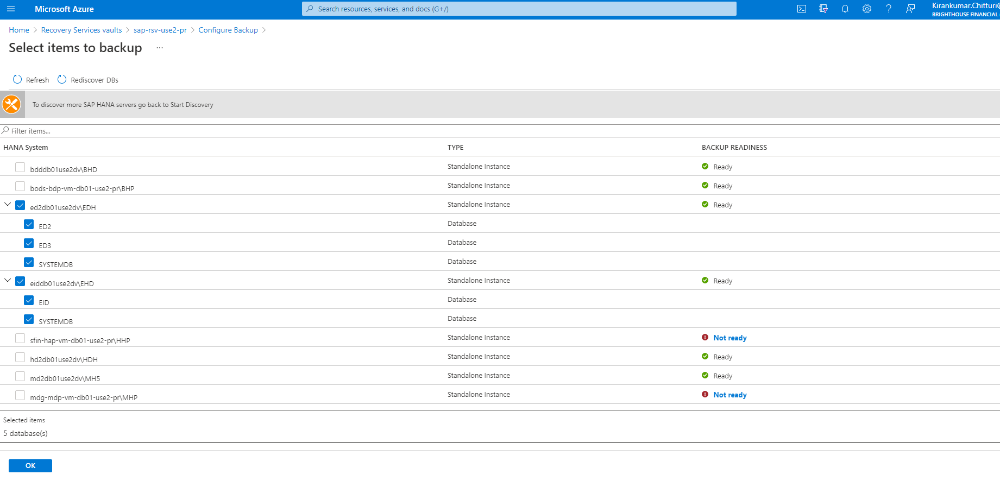 Microsoft Azure
Search resources, services, and docs (G+/)
Kirankumar.Chitturi@
BRIGHTHOUSE FINANCIAL
Home > Recovery Services vaults > sap-rsv-use2-pr > Configure Backup >
Select items to backup ...
Refresh Rediscover DBs
To discover more SAP HANA servers go back to Start Discovery
Filter items...
HANA System TYPE BACKUP READINESS
bdddb01use2dv\BHD Standalone Instance Ready
bods-bdp-vm-db01-use2-pr\BHP Standalone Instance Ready
ed2db01use2dv\EDH Standalone Instance Ready
ED2 Database
ED3 Database
SYSTEMDB Database
eiddb01use2dv\EHD Standalone Instance Ready
EID Database
SYSTEMDB Database
sfin-hap-vm-db01-use2-pr\HHP Standalone Instance Not ready
hd2db01use2dv\HDH Standalone Instance Ready
md2db01use2dv\MH5 Standalone Instance Ready
mdg-mdp-vm-db01-use2-pr\MHP Standalone Instance Not ready
Selected items
5 database(s)
OK